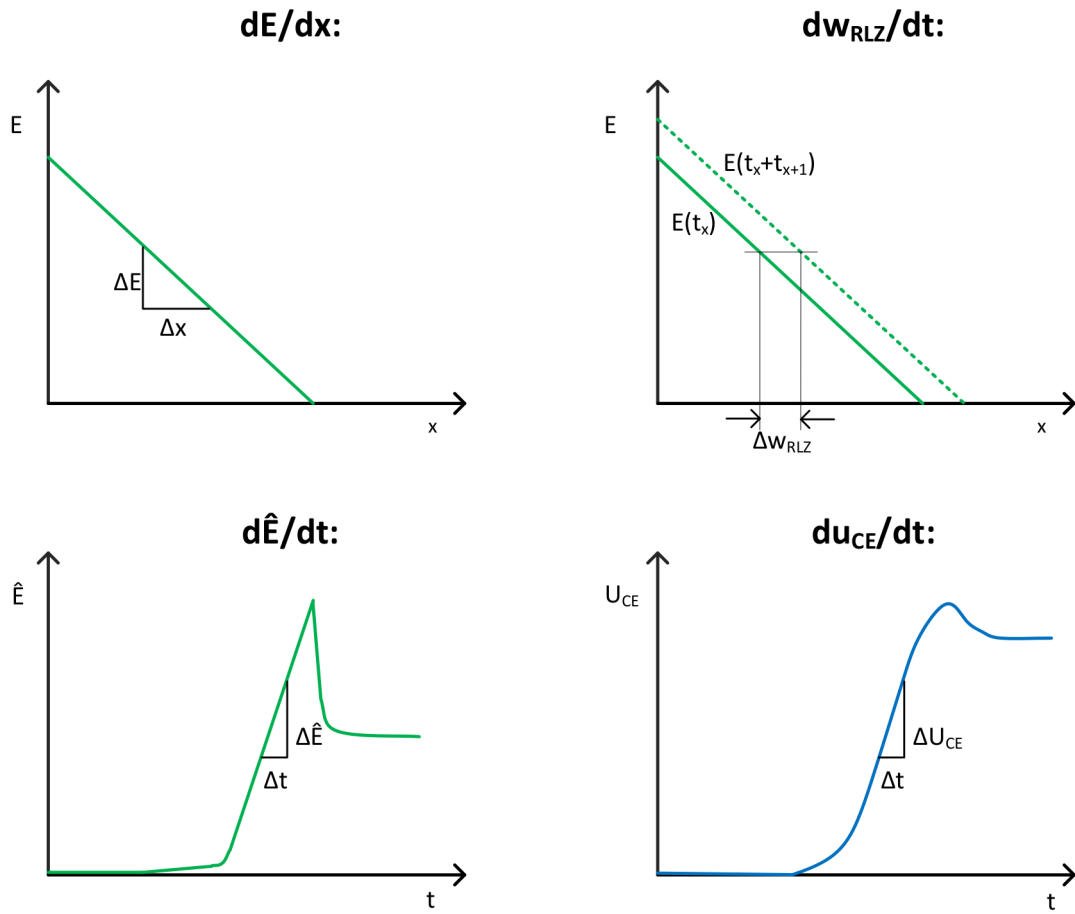 dE/dx:
E
ΔE
Δx
x
dw_RLZ/dt:
E
E(t_x+t_x+1)
E(t_x)
Δw_RLZ
x
dÊ/dt:
Ê
ΔÊ
Δt
t
du_CE/dt:
U_CE
ΔU_CE
Δt
t